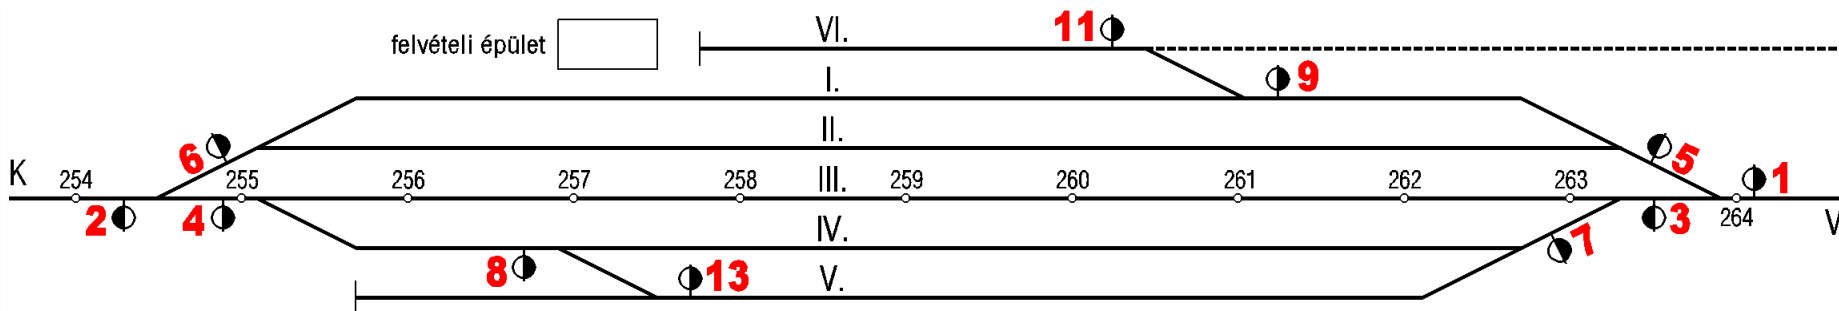 VI. 11
felvételi épület
I. 9
II.
6 5
K 254 255 256 257 258 III. 259 260 261 262 263 1
2 4 3 264 V
IV. 7
8 V. 13